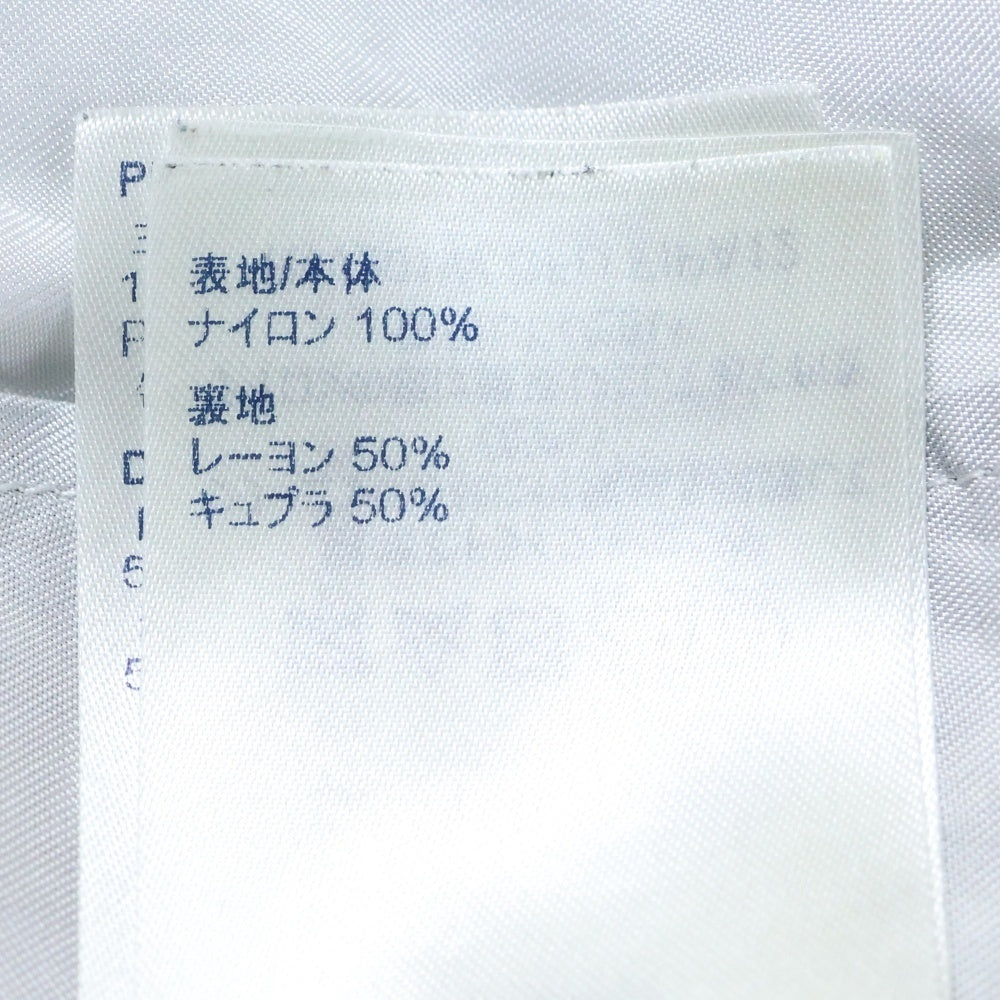 表地/本体
ナイロン 100%
裏地
レーヨン 50%
キュプラ 50%